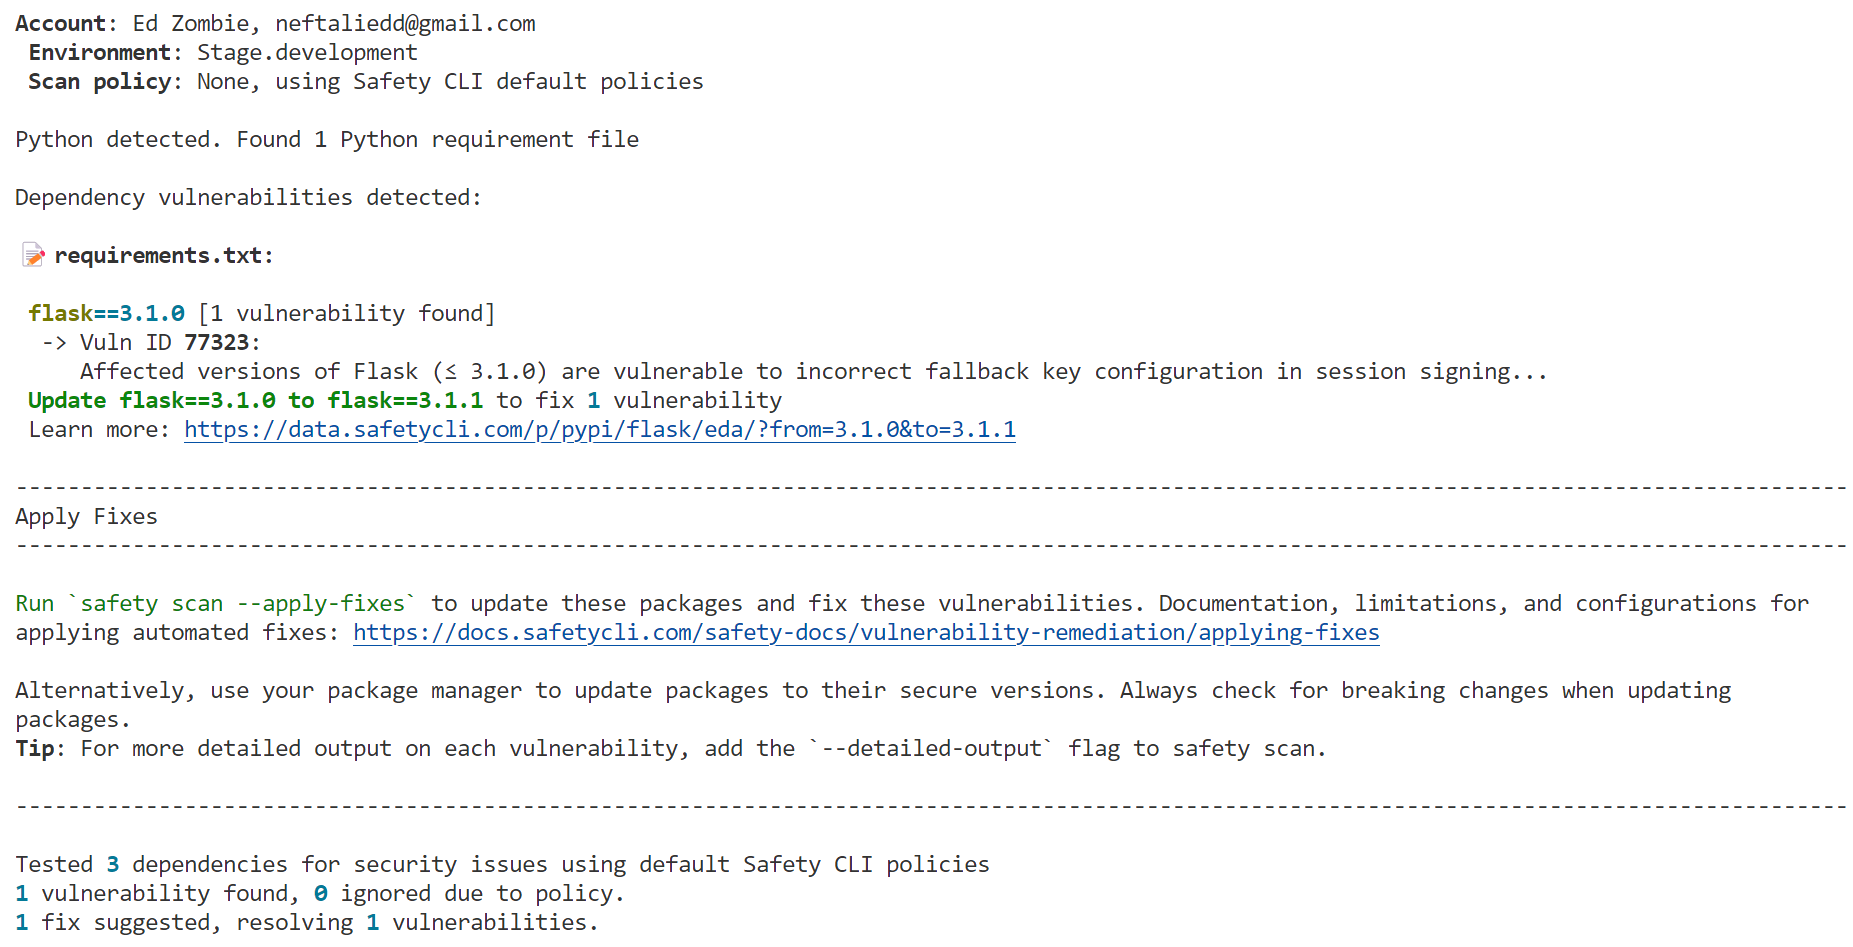 Account: Ed Zombie, neftaliedd@gmail.com
Environment: Stage.development
Scan policy: None, using Safety CLI default policies
Python detected. Found 1 Python requirement file
Dependency vulnerabilities detected:
📝 requirements.txt:
flask==3.1.0 [1 vulnerability found]
-> Vuln ID 77323:
Affected versions of Flask (≤ 3.1.0) are vulnerable to incorrect fallback key configuration in session signing...
Update flask==3.1.0 to flask==3.1.1 to fix 1 vulnerability
Learn more: https://data.safetycli.com/p/pypi/flask/eda/?from=3.1.0&to=3.1.1
---------------------------------------------------------------------------------------------------------------------------------------------
Apply Fixes
---------------------------------------------------------------------------------------------------------------------------------------------
Run `safety scan --apply-fixes` to update these packages and fix these vulnerabilities. Documentation, limitations, and configurations for
applying automated fixes: https://docs.safetycli.com/safety-docs/vulnerability-remediation/applying-fixes
Alternatively, use your package manager to update packages to their secure versions. Always check for breaking changes when updating
packages.
Tip: For more detailed output on each vulnerability, add the `--detailed-output` flag to safety scan.
---------------------------------------------------------------------------------------------------------------------------------------------
Tested 3 dependencies for security issues using default Safety CLI policies
1 vulnerability found, 0 ignored due to policy.
1 fix suggested, resolving 1 vulnerabilities.